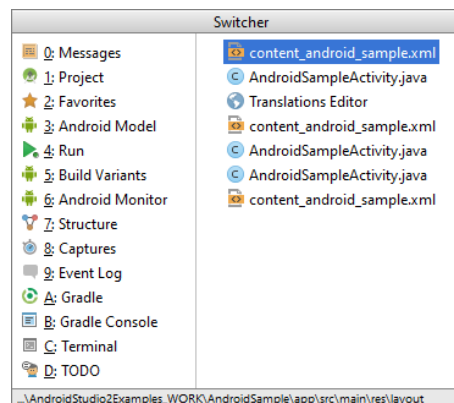 Switcher
0: Messages
1: Project
2: Favorites
3: Android Model
4: Run
5: Build Variants
6: Android Monitor
7: Structure
8: Captures
9: Event Log
A: Gradle
B: Gradle Console
C: Terminal
D: TODO
content_android_sample.xml
AndroidSampleActivity.java
Translations Editor
content_android_sample.xml
AndroidSampleActivity.java
AndroidSampleActivity.java
content_android_sample.xml
...\AndroidStudio2Examples_WORK\AndroidSample\app\src\main\res\layout